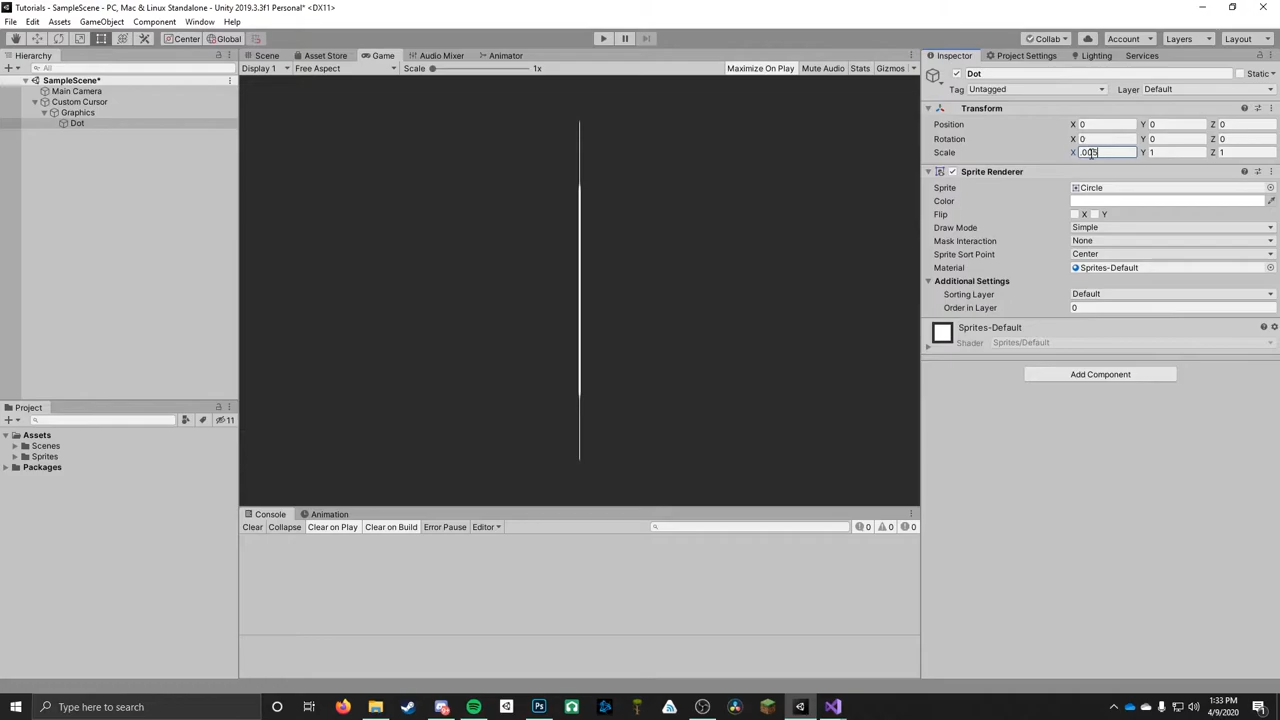 Tutorials - SampleScene - PC, Mac & Linux Standalone - Unity 2019.3.3f1 Personal* <DX11>
File Edit Assets GameObject Component Window Help
Center Global Collab Account Layers Layout
Hierarchy
All
SampleScene*
Main Camera
Custom Cursor
Graphics
Dot
Project
11
Assets
Scenes
Sprites
Packages
Scene Asset Store Game Audio Mixer Animator
Display 1 Free Aspect Scale 1x Maximize On Play Mute Audio Stats Gizmos
Console Animation
Clear Collapse Clear on Play Clear on Build Error Pause Editor 0 0 0
Inspector Project Settings Lighting Services
Dot Static
Tag Untagged Layer Default
Transform
Position X 0 Y 0 Z 0
Rotation X 0 Y 0 Z 0
Scale X .005 Y 1 Z 1
Sprite Renderer
Sprite Circle
Color
Flip X Y
Draw Mode Simple
Mask Interaction None
Sprite Sort Point Center
Material Sprites-Default
Additional Settings
Sorting Layer Default
Order in Layer 0
Sprites-Default
Shader Sprites/Default
Add Component
Type here to search
1:33 PM
4/9/2020